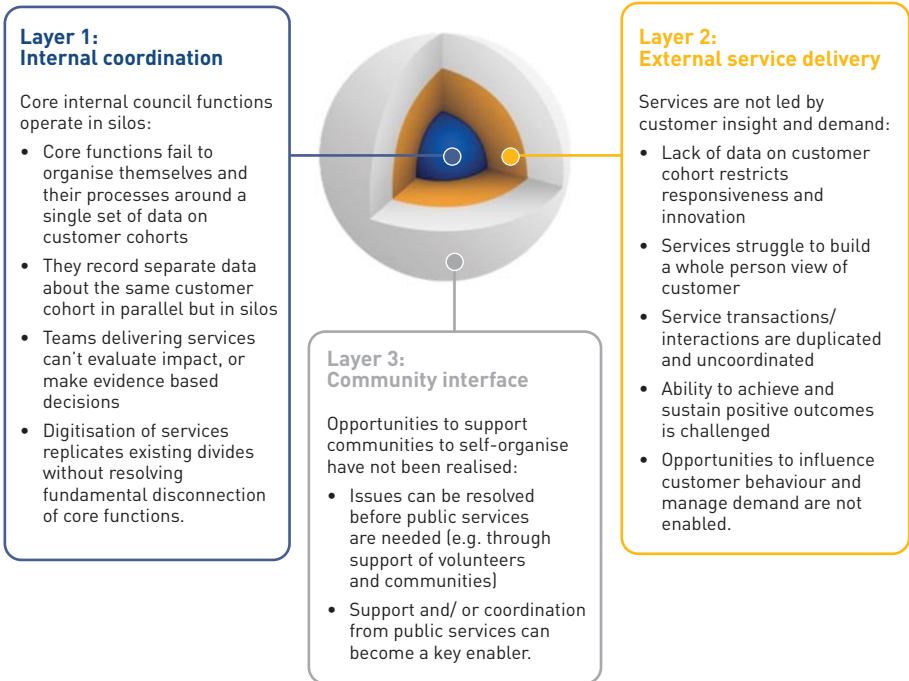 Layer 1:
Internal coordination
Core internal council functions
operate in silos:
• Core functions fail to
organise themselves and
their processes around a
single set of data on
customer cohorts
• They record separate data
about the same customer
cohort in parallel but in silos
• Teams delivering services
can't evaluate impact, or
make evidence based
decisions
• Digitisation of services
replicates existing divides
without resolving
fundamental disconnection
of core functions.
Layer 2:
External service delivery
Services are not led by
customer insight and demand:
• Lack of data on customer
cohort restricts
responsiveness and
innovation
• Services struggle to build
a whole person view of
customer
• Service transactions/
interactions are duplicated
and uncoordinated
• Ability to achieve and
sustain positive outcomes
is challenged
• Opportunities to influence
customer behaviour and
manage demand are not
enabled.
Layer 3:
Community interface
Opportunities to support
communities to self-organise
have not been realised:
• Issues can be resolved
before public services
are needed (e.g. through
support of volunteers
and communities)
• Support and/ or coordination
from public services can
become a key enabler.